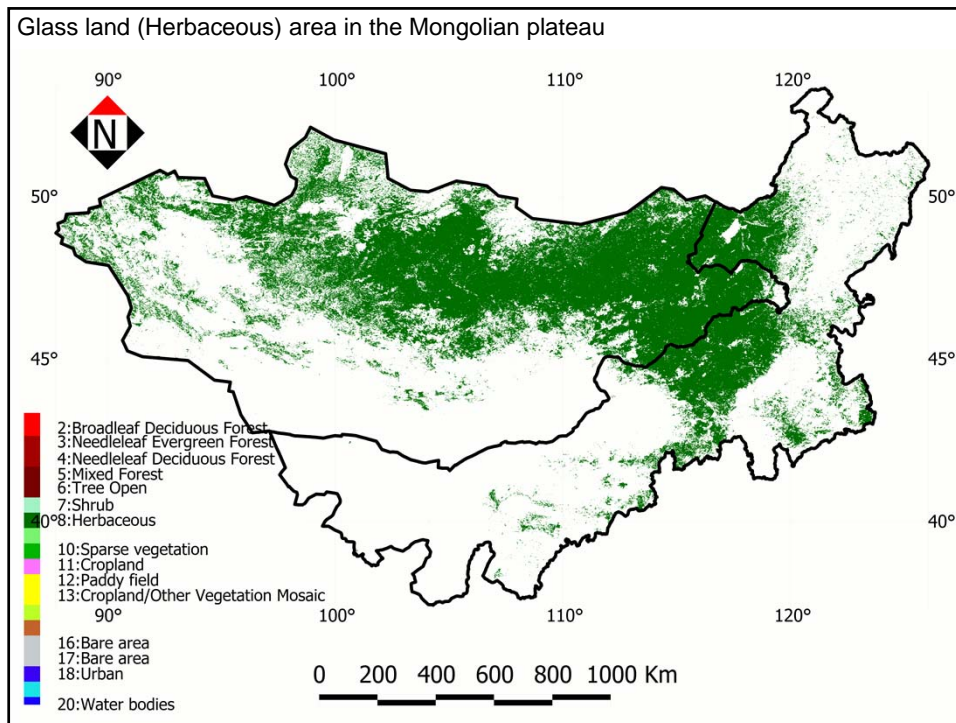 Glass land (Herbaceous) area in the Mongolian plateau
90° 100° 110° 120°
N
50° 50°
45° 45°
2:Broadleaf Deciduous Forest
3:Needleleaf Evergreen Forest
4:Needleleaf Deciduous Forest
5:Mixed Forest
6:Tree Open
7:Shrub
40° 8:Herbaceous 40°
10:Sparse vegetation
11:Cropland
12:Paddy field
13:Cropland/Other Vegetation Mosaic
90° 100° 110° 120°
16:Bare area
17:Bare area
18:Urban
0 200 400 600 800 1000 Km
20:Water bodies